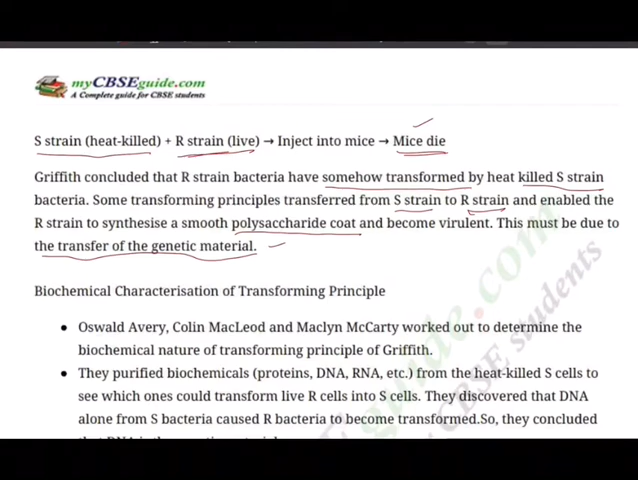 myCBSEguide.com
A Complete guide for CBSE students
S strain (heat-killed) + R strain (live) → Inject into mice → Mice die
Griffith concluded that R strain bacteria have somehow transformed by heat killed S strain
bacteria. Some transforming principles transferred from S strain to R strain and enabled the
R strain to synthesise a smooth polysaccharide coat and become virulent. This must be due to
the transfer of the genetic material.
Biochemical Characterisation of Transforming Principle
● Oswald Avery, Colin MacLeod and Maclyn McCarty worked out to determine the
biochemical nature of transforming principle of Griffith.
● They purified biochemicals (proteins, DNA, RNA, etc.) from the heat-killed S cells to
see which ones could transform live R cells into S cells. They discovered that DNA
alone from S bacteria caused R bacteria to become transformed.So, they concluded